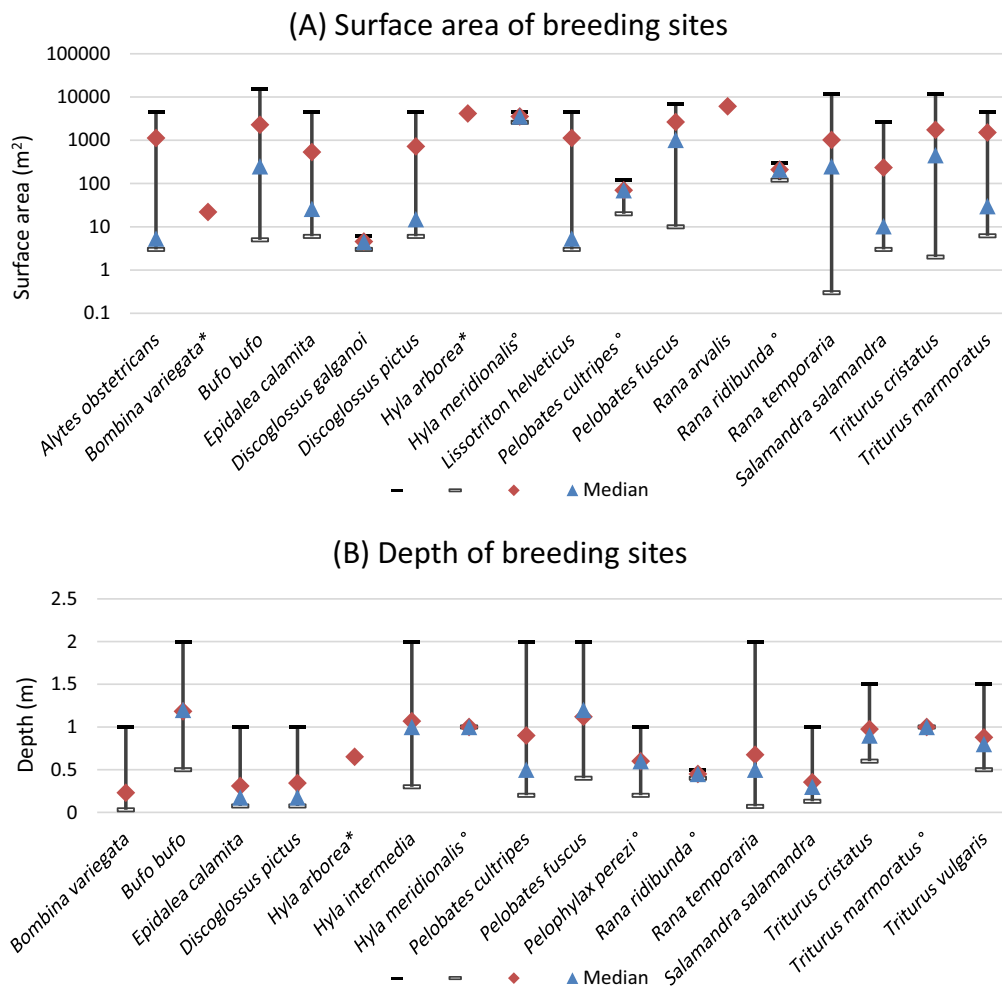 (A) Surface area of breeding sites
100000
10000
1000
100
10
1
0.1
Surface area (m²)
Alytes obstetricans
Bombina variegata*
Bufo bufo
Epidalea calamita
Discoglossus galganoi
Discoglossus pictus
Hyla arborea*
Hyla meridionalis°
Lissotriton helveticus
Pelobates cultripes°
Pelobates fuscus
Rana arvalis
Rana ridibunda°
Rana temporaria
Salamandra salamandra
Triturus cristatus
Triturus marmoratus
Median
(B) Depth of breeding sites
2.5
2
1.5
1
0.5
0
Depth (m)
Bombina variegata
Bufo bufo
Epidalea calamita
Discoglossus pictus
Hyla arborea*
Hyla intermedia
Hyla meridionalis°
Pelobates cultripes
Pelobates fuscus
Pelophylax perezi°
Rana ridibunda°
Rana temporaria
Salamandra salamandra
Triturus cristatus
Triturus marmoratus°
Triturus vulgaris
Median